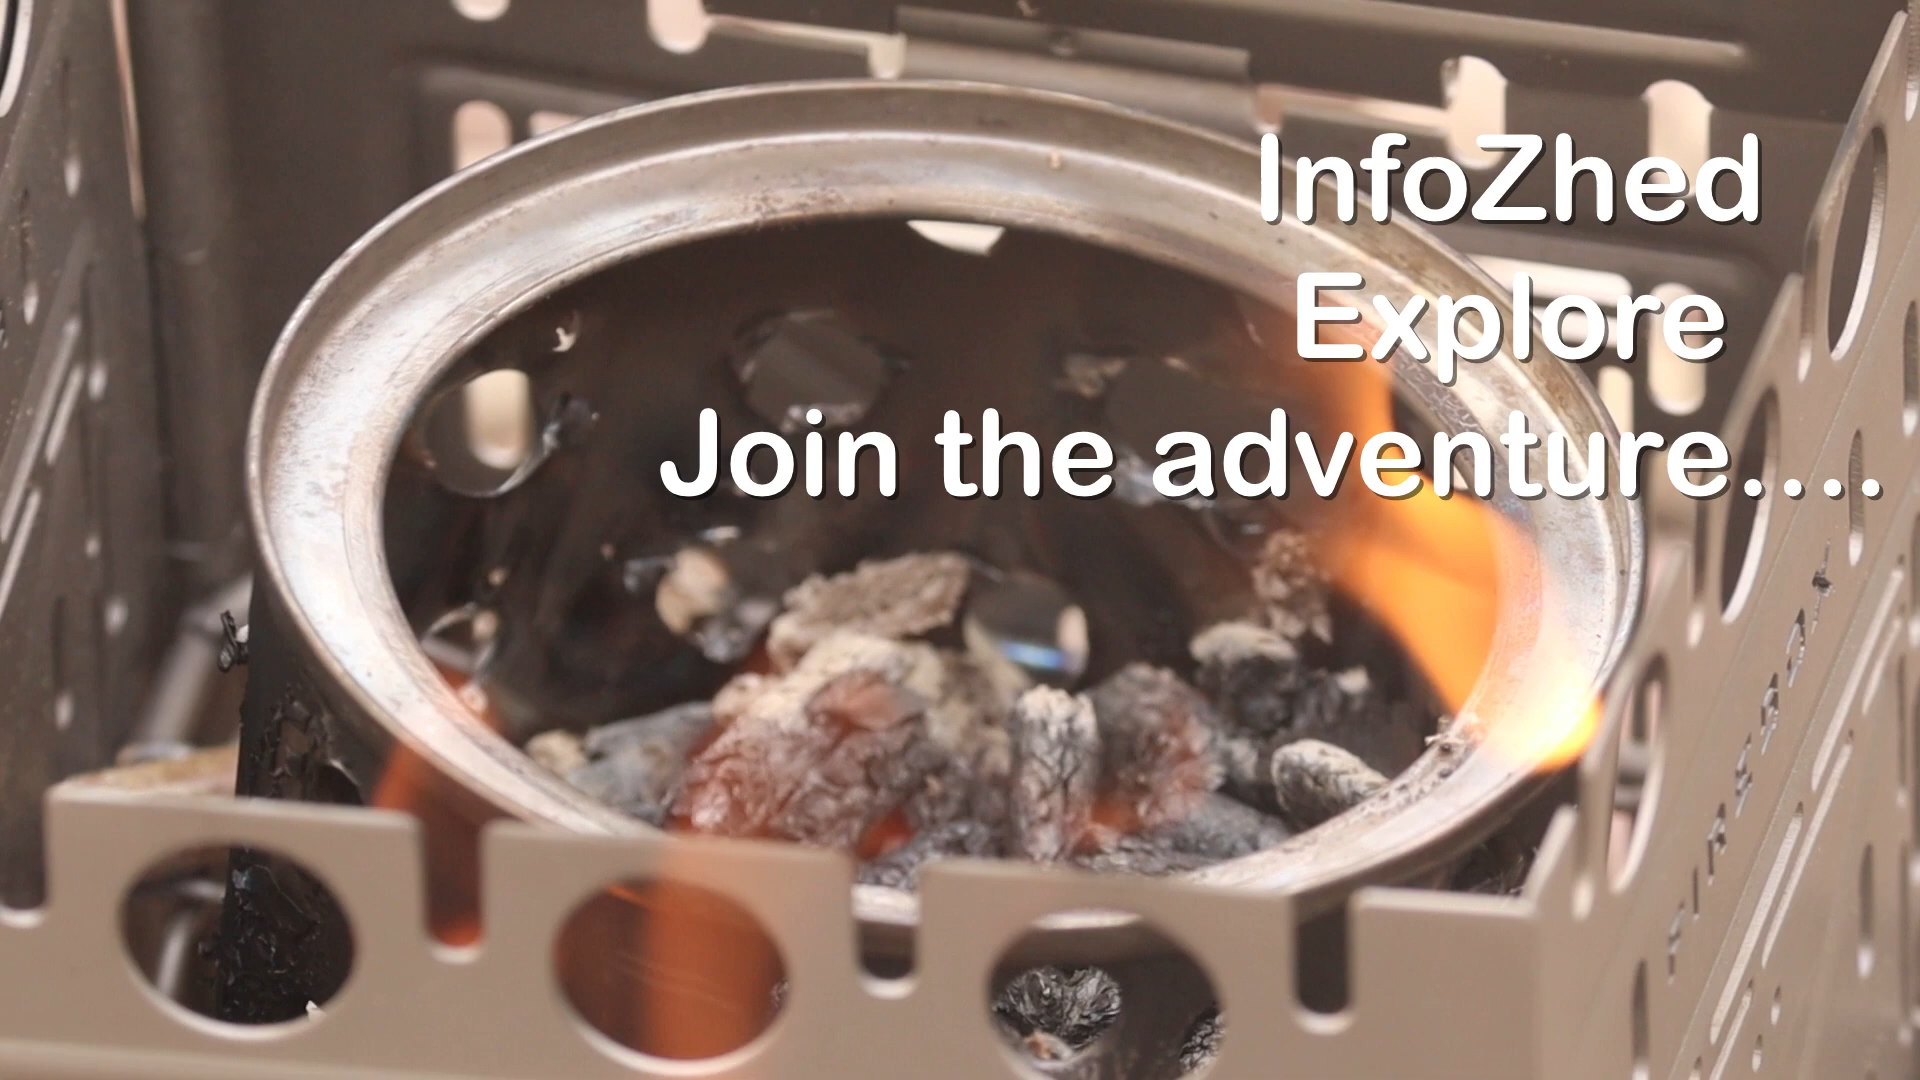 InfoZhed
Explore
Join the adventure....